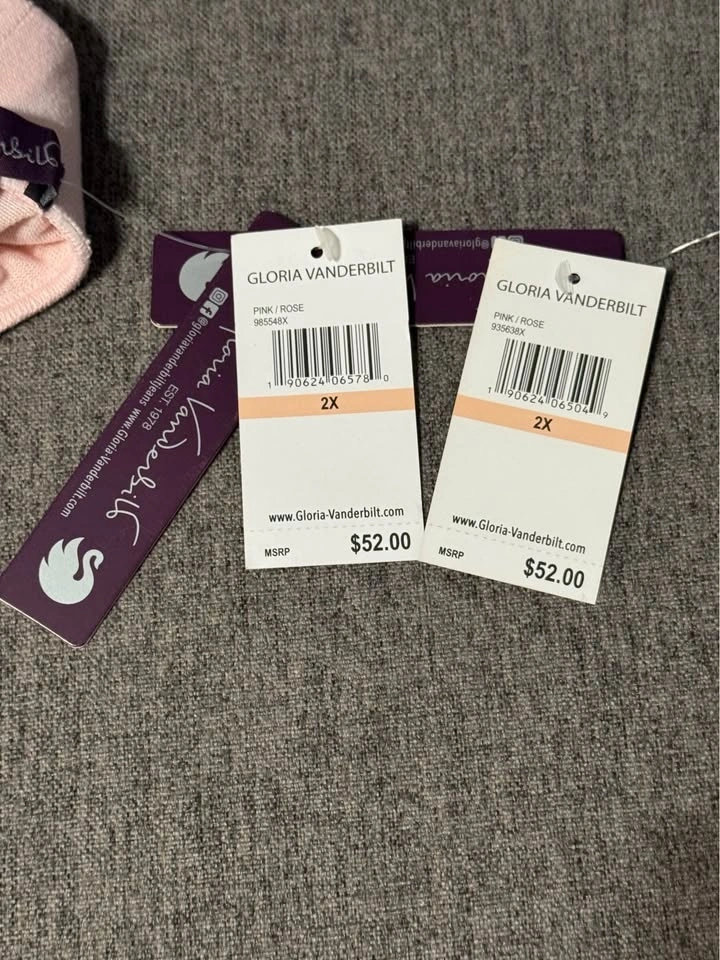 GLORIA VANDERBILT
PINK / ROSE
985548X
1 90624 06578 0
2X
www.Gloria-Vanderbilt.com
MSRP $52.00
GLORIA VANDERBILT
PINK / ROSE
935638X
1 90624 06504 9
2X
www.Gloria-Vanderbilt.com
MSRP $52.00
Vanderbilt
EST. 1978
@gloriavanderbiltjeans www.Gloria-Vanderbilt.com
@gloriavanderbilt
oria